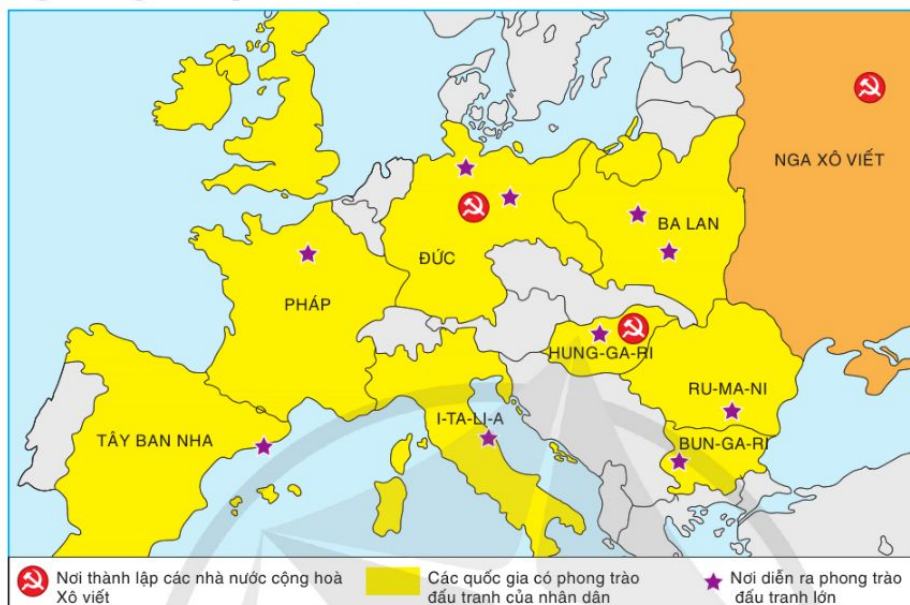 NGA XÔ VIẾT
BA LAN
ĐỨC
PHÁP
HUNG-GA-RI
RU-MA-NI
I-TA-LI-A
TÂY BAN NHA
BUN-GA-RI
Nơi thành lập các nhà nước cộng hoà
Xô viết
Các quốc gia có phong trào
đấu tranh của nhân dân
Nơi diễn ra phong trào
đấu tranh lớn